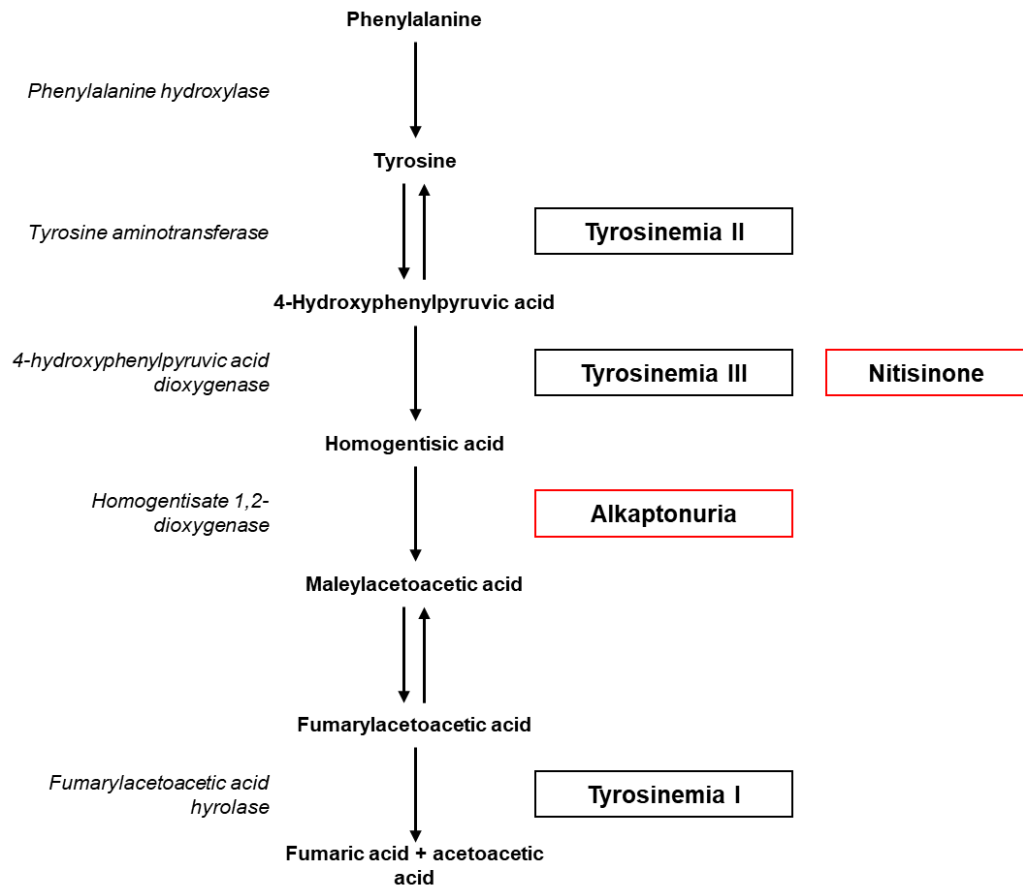 Phenylalanine
Phenylalanine hydroxylase
Tyrosine
Tyrosine aminotransferase
Tyrosinemia II
4-Hydroxyphenylpyruvic acid
4-hydroxyphenylpyruvic acid
dioxygenase
Tyrosinemia III
Nitisinone
Homogentisic acid
Homogentisate 1,2-
dioxygenase
Alkaptonuria
Maleylacetoacetic acid
Fumarylacetoacetic acid
Fumarylacetoacetic acid
hyrolase
Tyrosinemia I
Fumaric acid + acetoacetic
acid